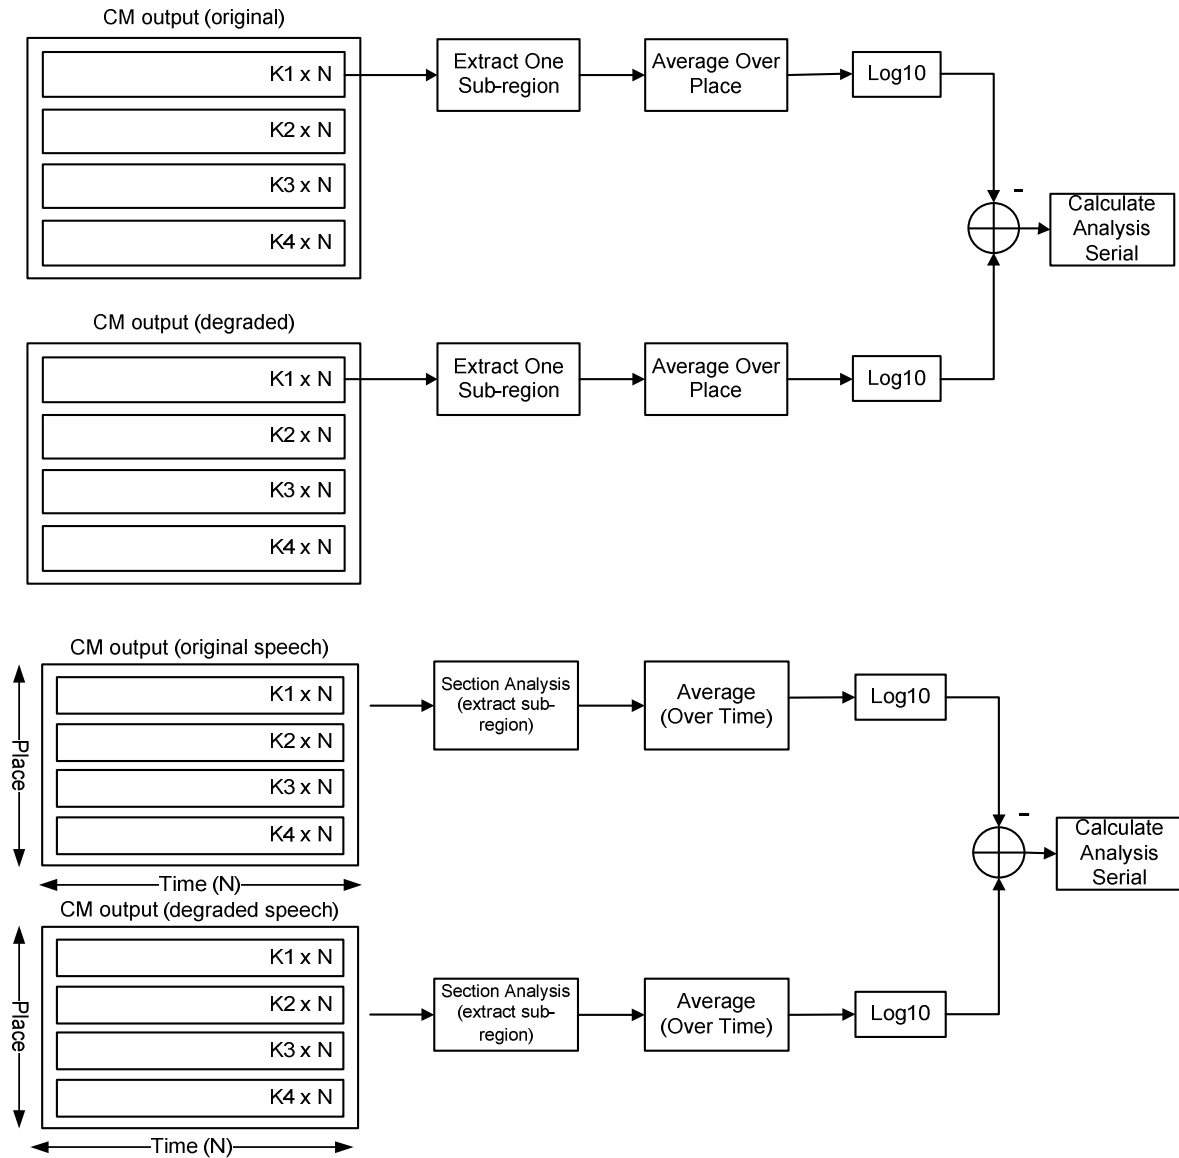 CM output (original)
K1 x N
K2 x N
K3 x N
K4 x N
Extract One
Sub-region
Average Over
Place
Log10
-
Calculate
Analysis
Serial
CM output (degraded)
K1 x N
K2 x N
K3 x N
K4 x N
Extract One
Sub-region
Average Over
Place
Log10
CM output (original speech)
Place
K1 x N
K2 x N
K3 x N
K4 x N
Time (N)
Section Analysis
(extract sub-
region)
Average
(Over Time)
Log10
-
Calculate
Analysis
Serial
CM output (degraded speech)
Place
K1 x N
K2 x N
K3 x N
K4 x N
Time (N)
Section Analysis
(extract sub-
region)
Average
(Over Time)
Log10